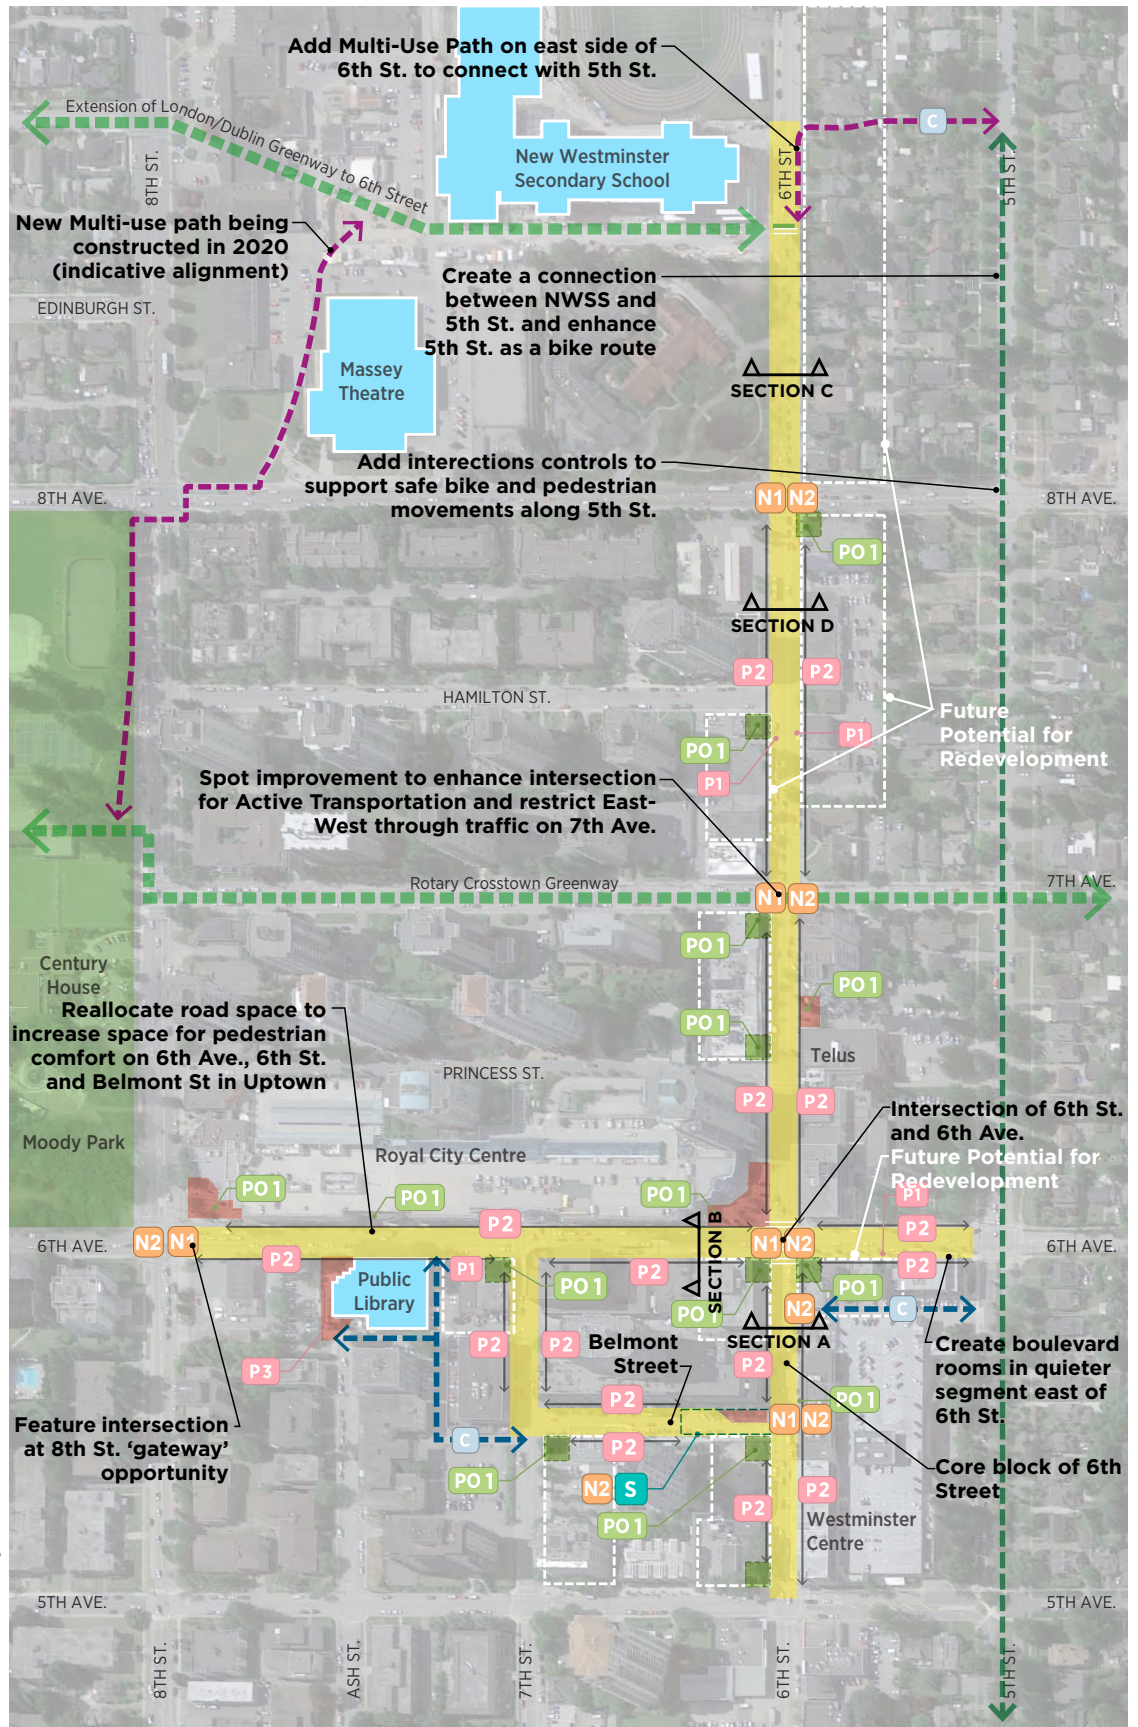 Add Multi-Use Path on east side of
6th St. to connect with 5th St.
Extension of London/Dublin Greenway to 6th Street
C
8TH ST.
New Westminster
Secondary School
6TH ST.
5TH ST.
New Multi-use path being
constructed in 2020
(indicative alignment)
Create a connection
between NWSS and
5th St. and enhance
5th St. as a bike route
EDINBURGH ST.
Massey
Theatre
SECTION C
Add interections controls to
support safe bike and pedestrian
movements along 5th St.
8TH AVE.
N1 N2
8TH AVE.
PO 1
SECTION D
P2
P2
HAMILTON ST.
Future
Potential for
Redevelopment
PO 1
P1
P1
Spot improvement to enhance intersection
for Active Transportation and restrict East-
West through traffic on 7th Ave.
Rotary Crosstown Greenway
7TH AVE.
N1 N2
PO 1
Century
House
PO 1
PO 1
Reallocate road space to
increase space for pedestrian
comfort on 6th Ave., 6th St.
and Belmont St in Uptown
Telus
PRINCESS ST.
P2
P2
Intersection of 6th St.
and 6th Ave.
Moody Park
Royal City Centre
Future Potential for
Redevelopment
PO 1
PO 1
PO 1
P1
P2
P2
6TH AVE.
N2 N1
SECTION B
N1 N2
6TH AVE.
P2
P1
P2
P2
Public
Library
PO 1
PO 1
PO 1
N2
C
P2
P2
Belmont
Street
SECTION A
P2
P3
Create boulevard
rooms in quieter
segment east of
6th St.
P2
PO 1
Feature intersection
at 8th St. ‘gateway’
opportunity
N1 N2
C
P2
Core block of 6th
Street
PO 1
N2 S
P2
P2
PO 1
Westminster
Centre
5TH AVE.
5TH AVE.
8TH ST.
ASH ST.
7TH ST.
6TH ST.
5TH ST.